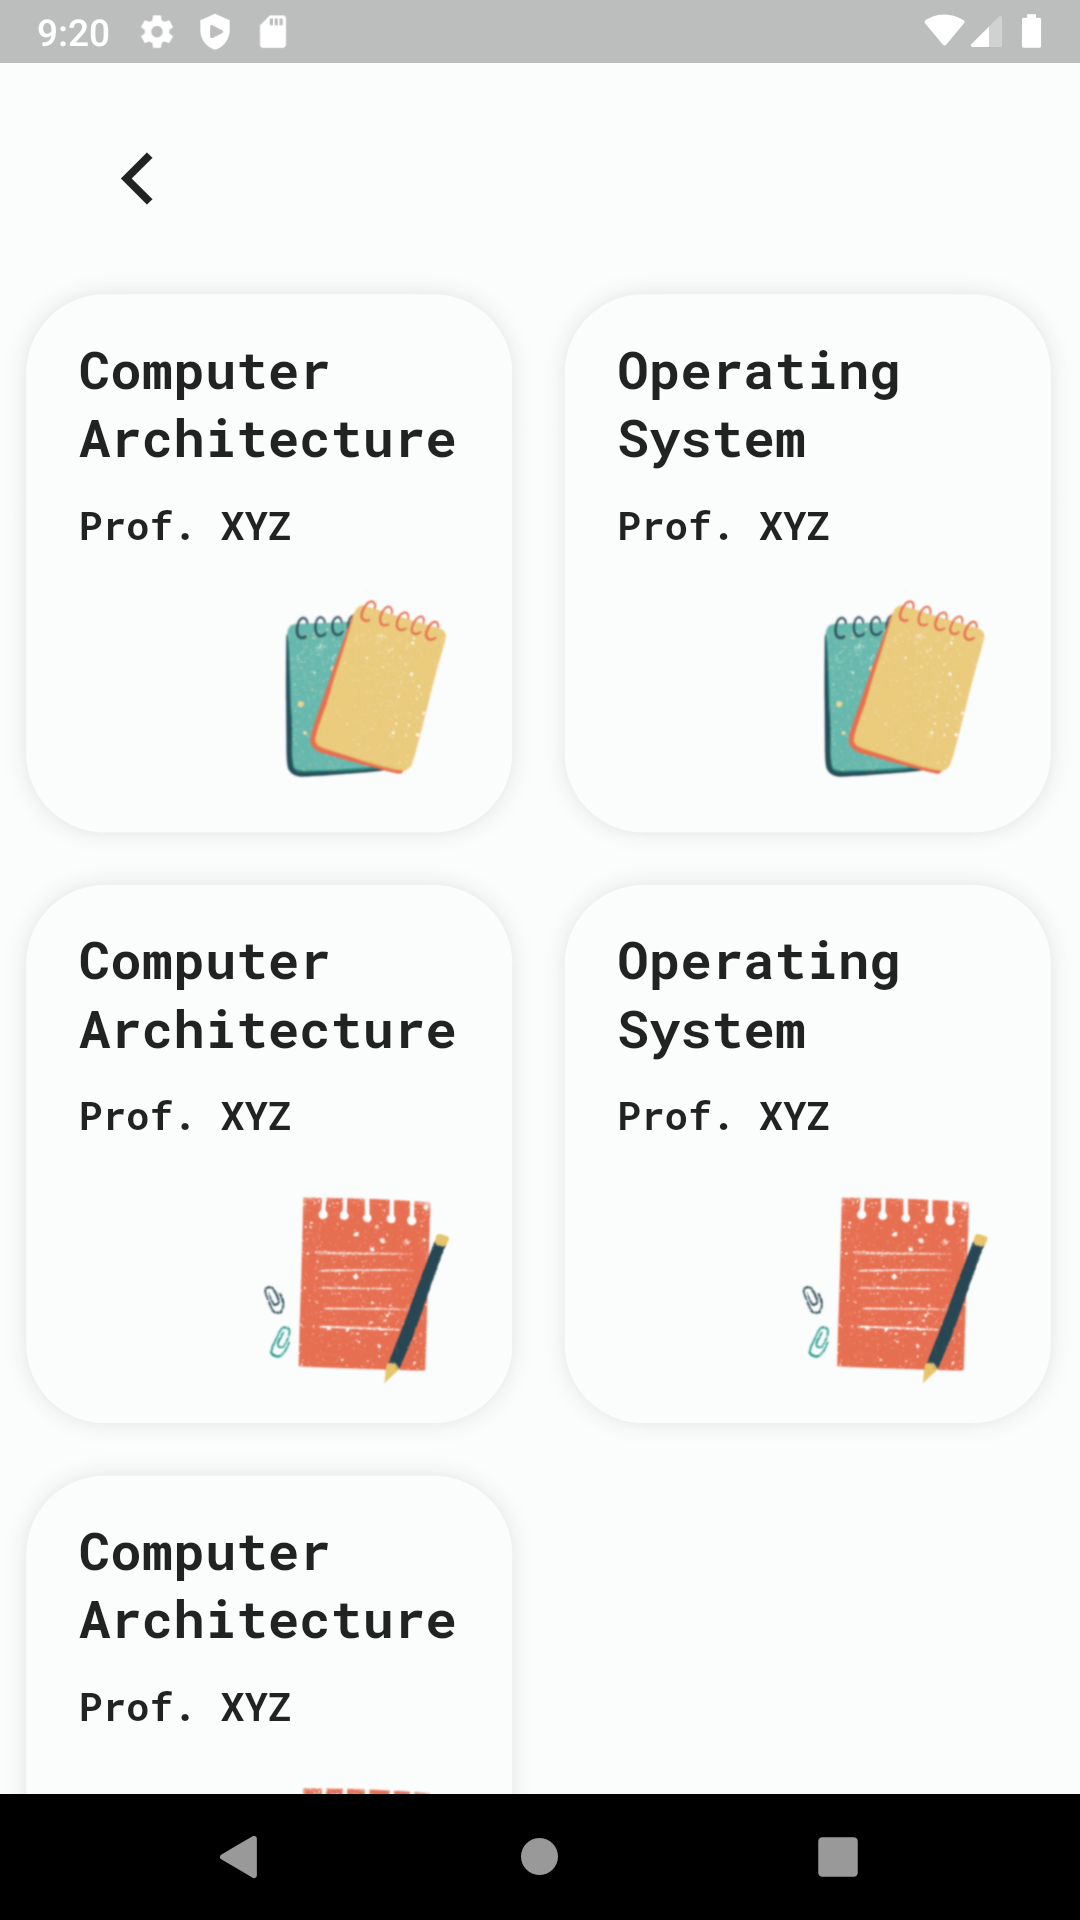 9:20
Computer
Architecture
Prof. XYZ
Operating
System
Prof. XYZ
Computer
Architecture
Prof. XYZ
Operating
System
Prof. XYZ
Computer
Architecture
Prof. XYZ